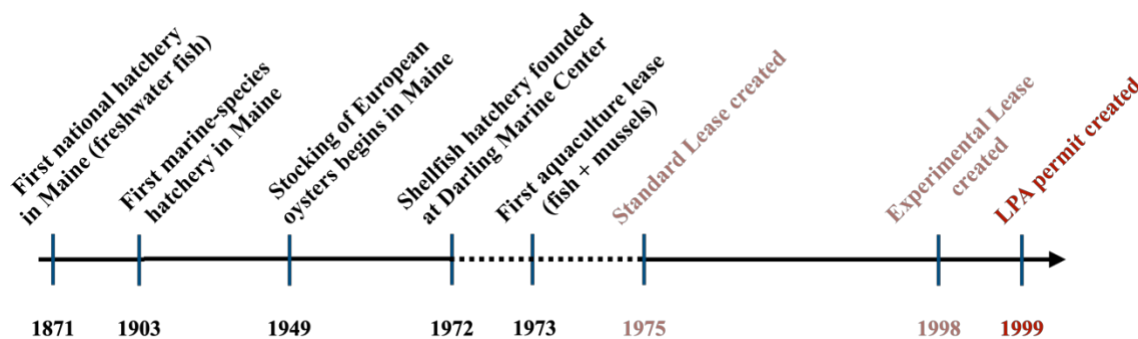 First national hatchery
in Maine (freshwater fish)
First marine-species
hatchery in Maine
Stocking of European
oysters begins in Maine
Shellfish hatchery founded
at Darling Marine Center
First aquaculture lease
(fish + mussels)
Standard Lease created
Experimental Lease
created
LPA permit created
1871
1903
1949
1972
1973
1975
1998
1999